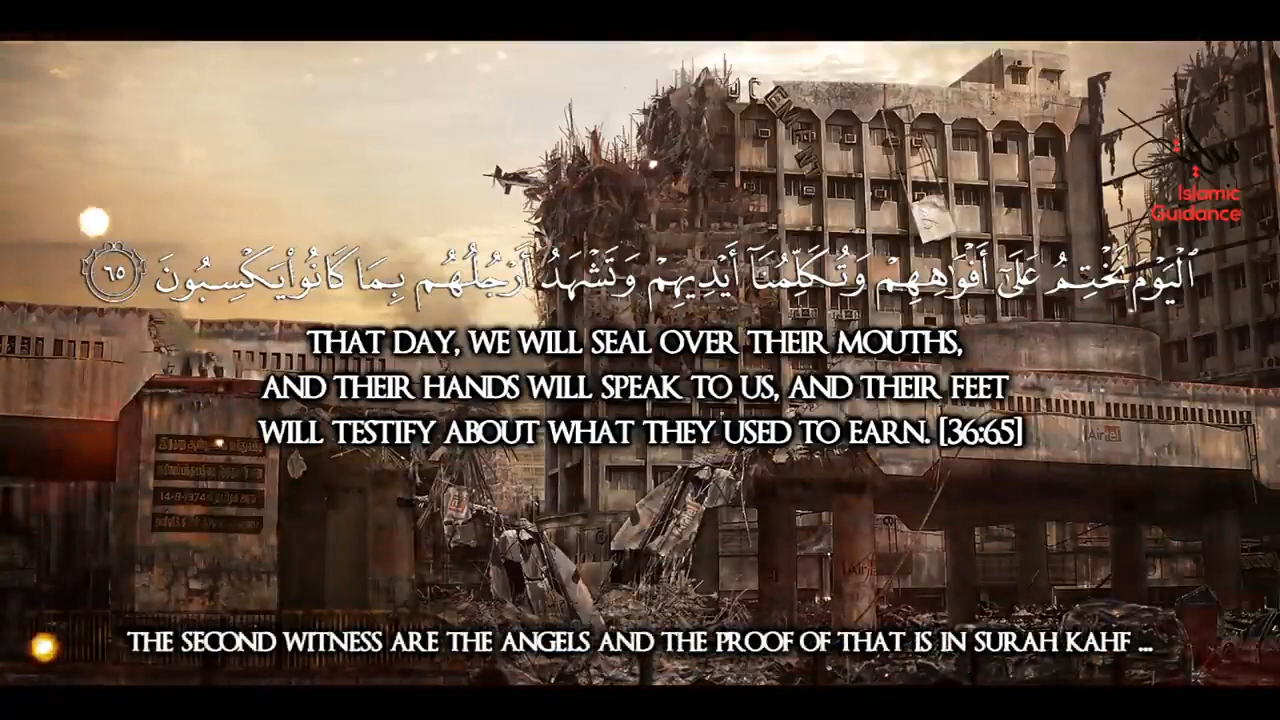 Islamic
Guidance
ٱلْيَوْمَ نَخْتِمُ عَلَىٰٓ أَفْوَٰهِهِمْ وَتُكَلِّمُنَآ أَيْدِيهِمْ وَتَشْهَدُ أَرْجُلُهُم بِمَا كَانُوا۟ يَكْسِبُونَ ٦٥
THAT DAY, WE WILL SEAL OVER THEIR MOUTHS,
AND THEIR HANDS WILL SPEAK TO US, AND THEIR FEET
WILL TESTIFY ABOUT WHAT THEY USED TO EARN. [36:65]
Airtel
14-8-1974
THE SECOND WITNESS ARE THE ANGELS AND THE PROOF OF THAT IS IN SURAH KAHF ...